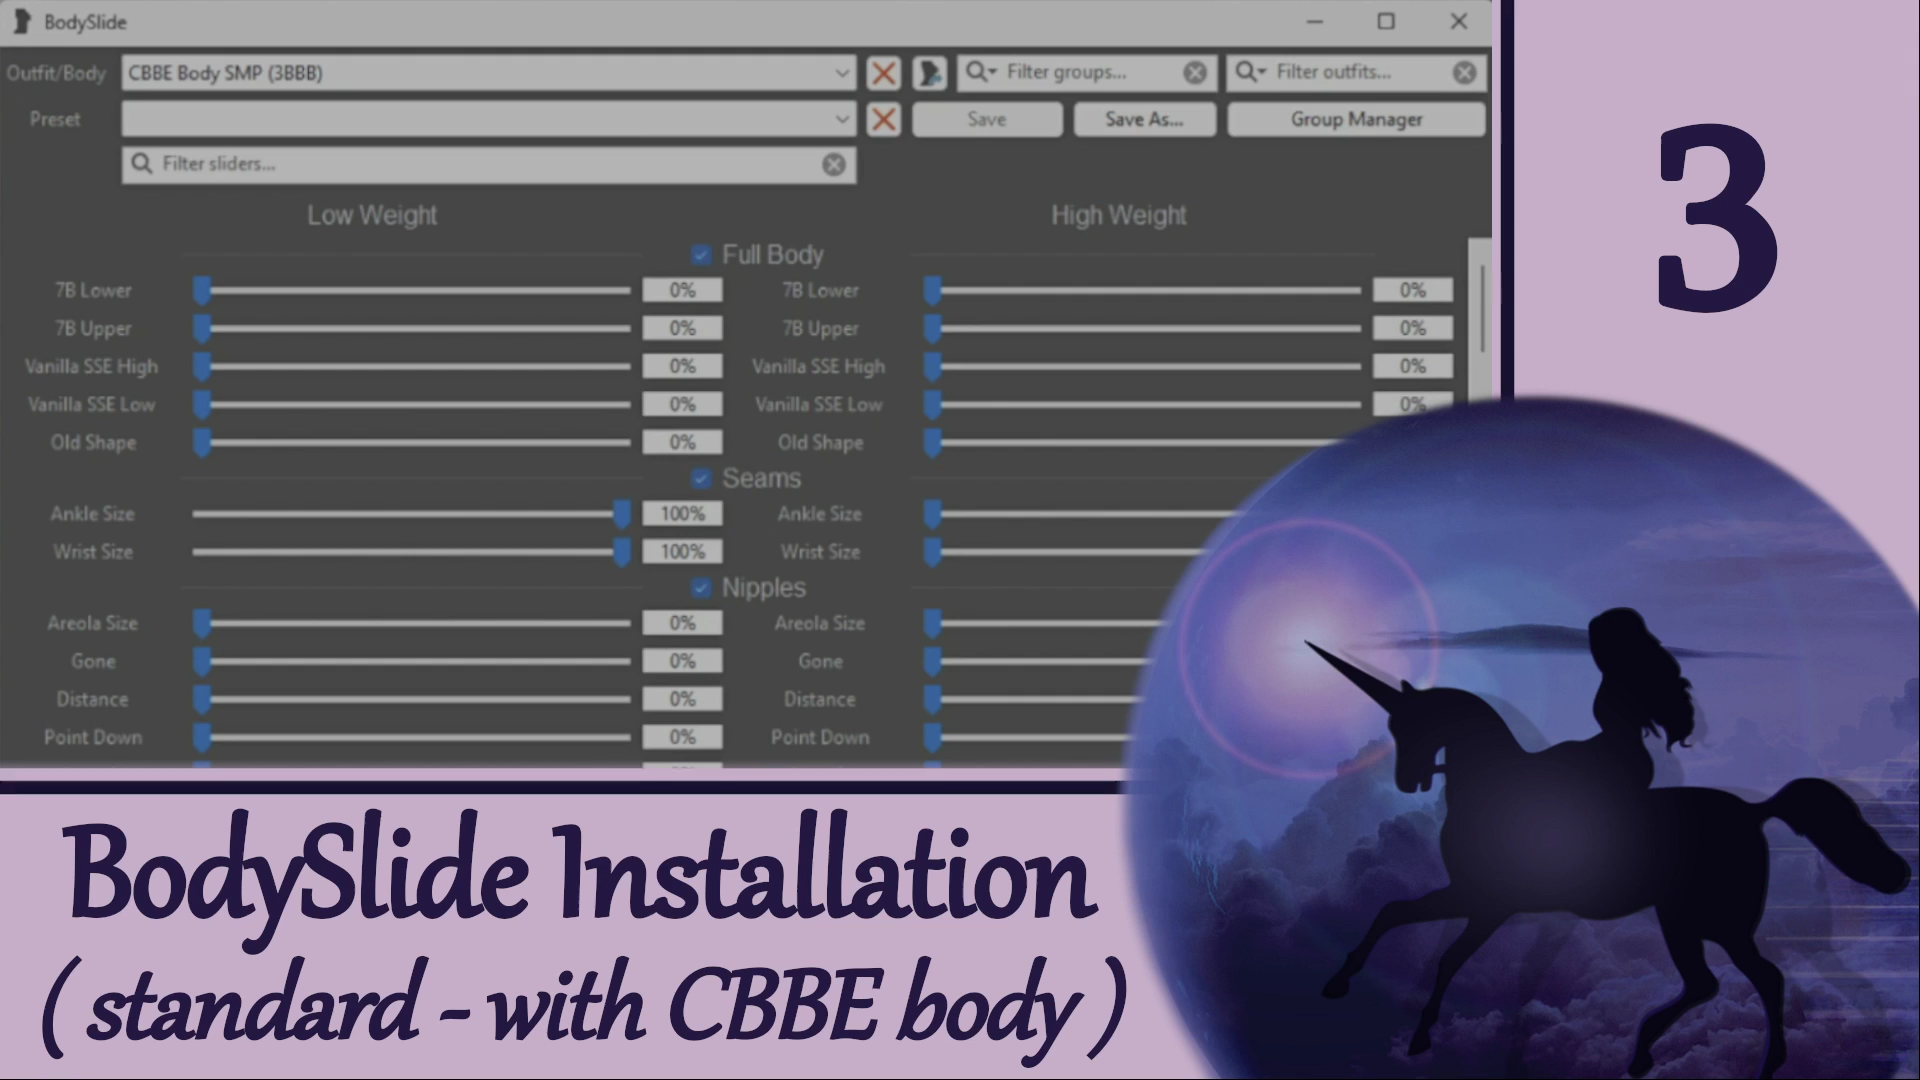 BodySlide
Outfit/Body CBBE Body SMP (3BBB) Filter groups... Filter outfits...
Preset Save Save As... Group Manager
Filter sliders...
Low Weight High Weight
Full Body
7B Lower 0% 7B Lower 0%
7B Upper 0% 7B Upper 0%
Vanilla SSE High 0% Vanilla SSE High 0%
Vanilla SSE Low 0% Vanilla SSE Low 0%
Old Shape 0% Old Shape
Seams
Ankle Size 100% Ankle Size
Wrist Size 100% Wrist Size
Nipples
Areola Size 0% Areola Size
Gone 0% Gone
Distance 0% Distance
Point Down 0% Point Down
3
BodySlide Installation
( standard - with CBBE body )